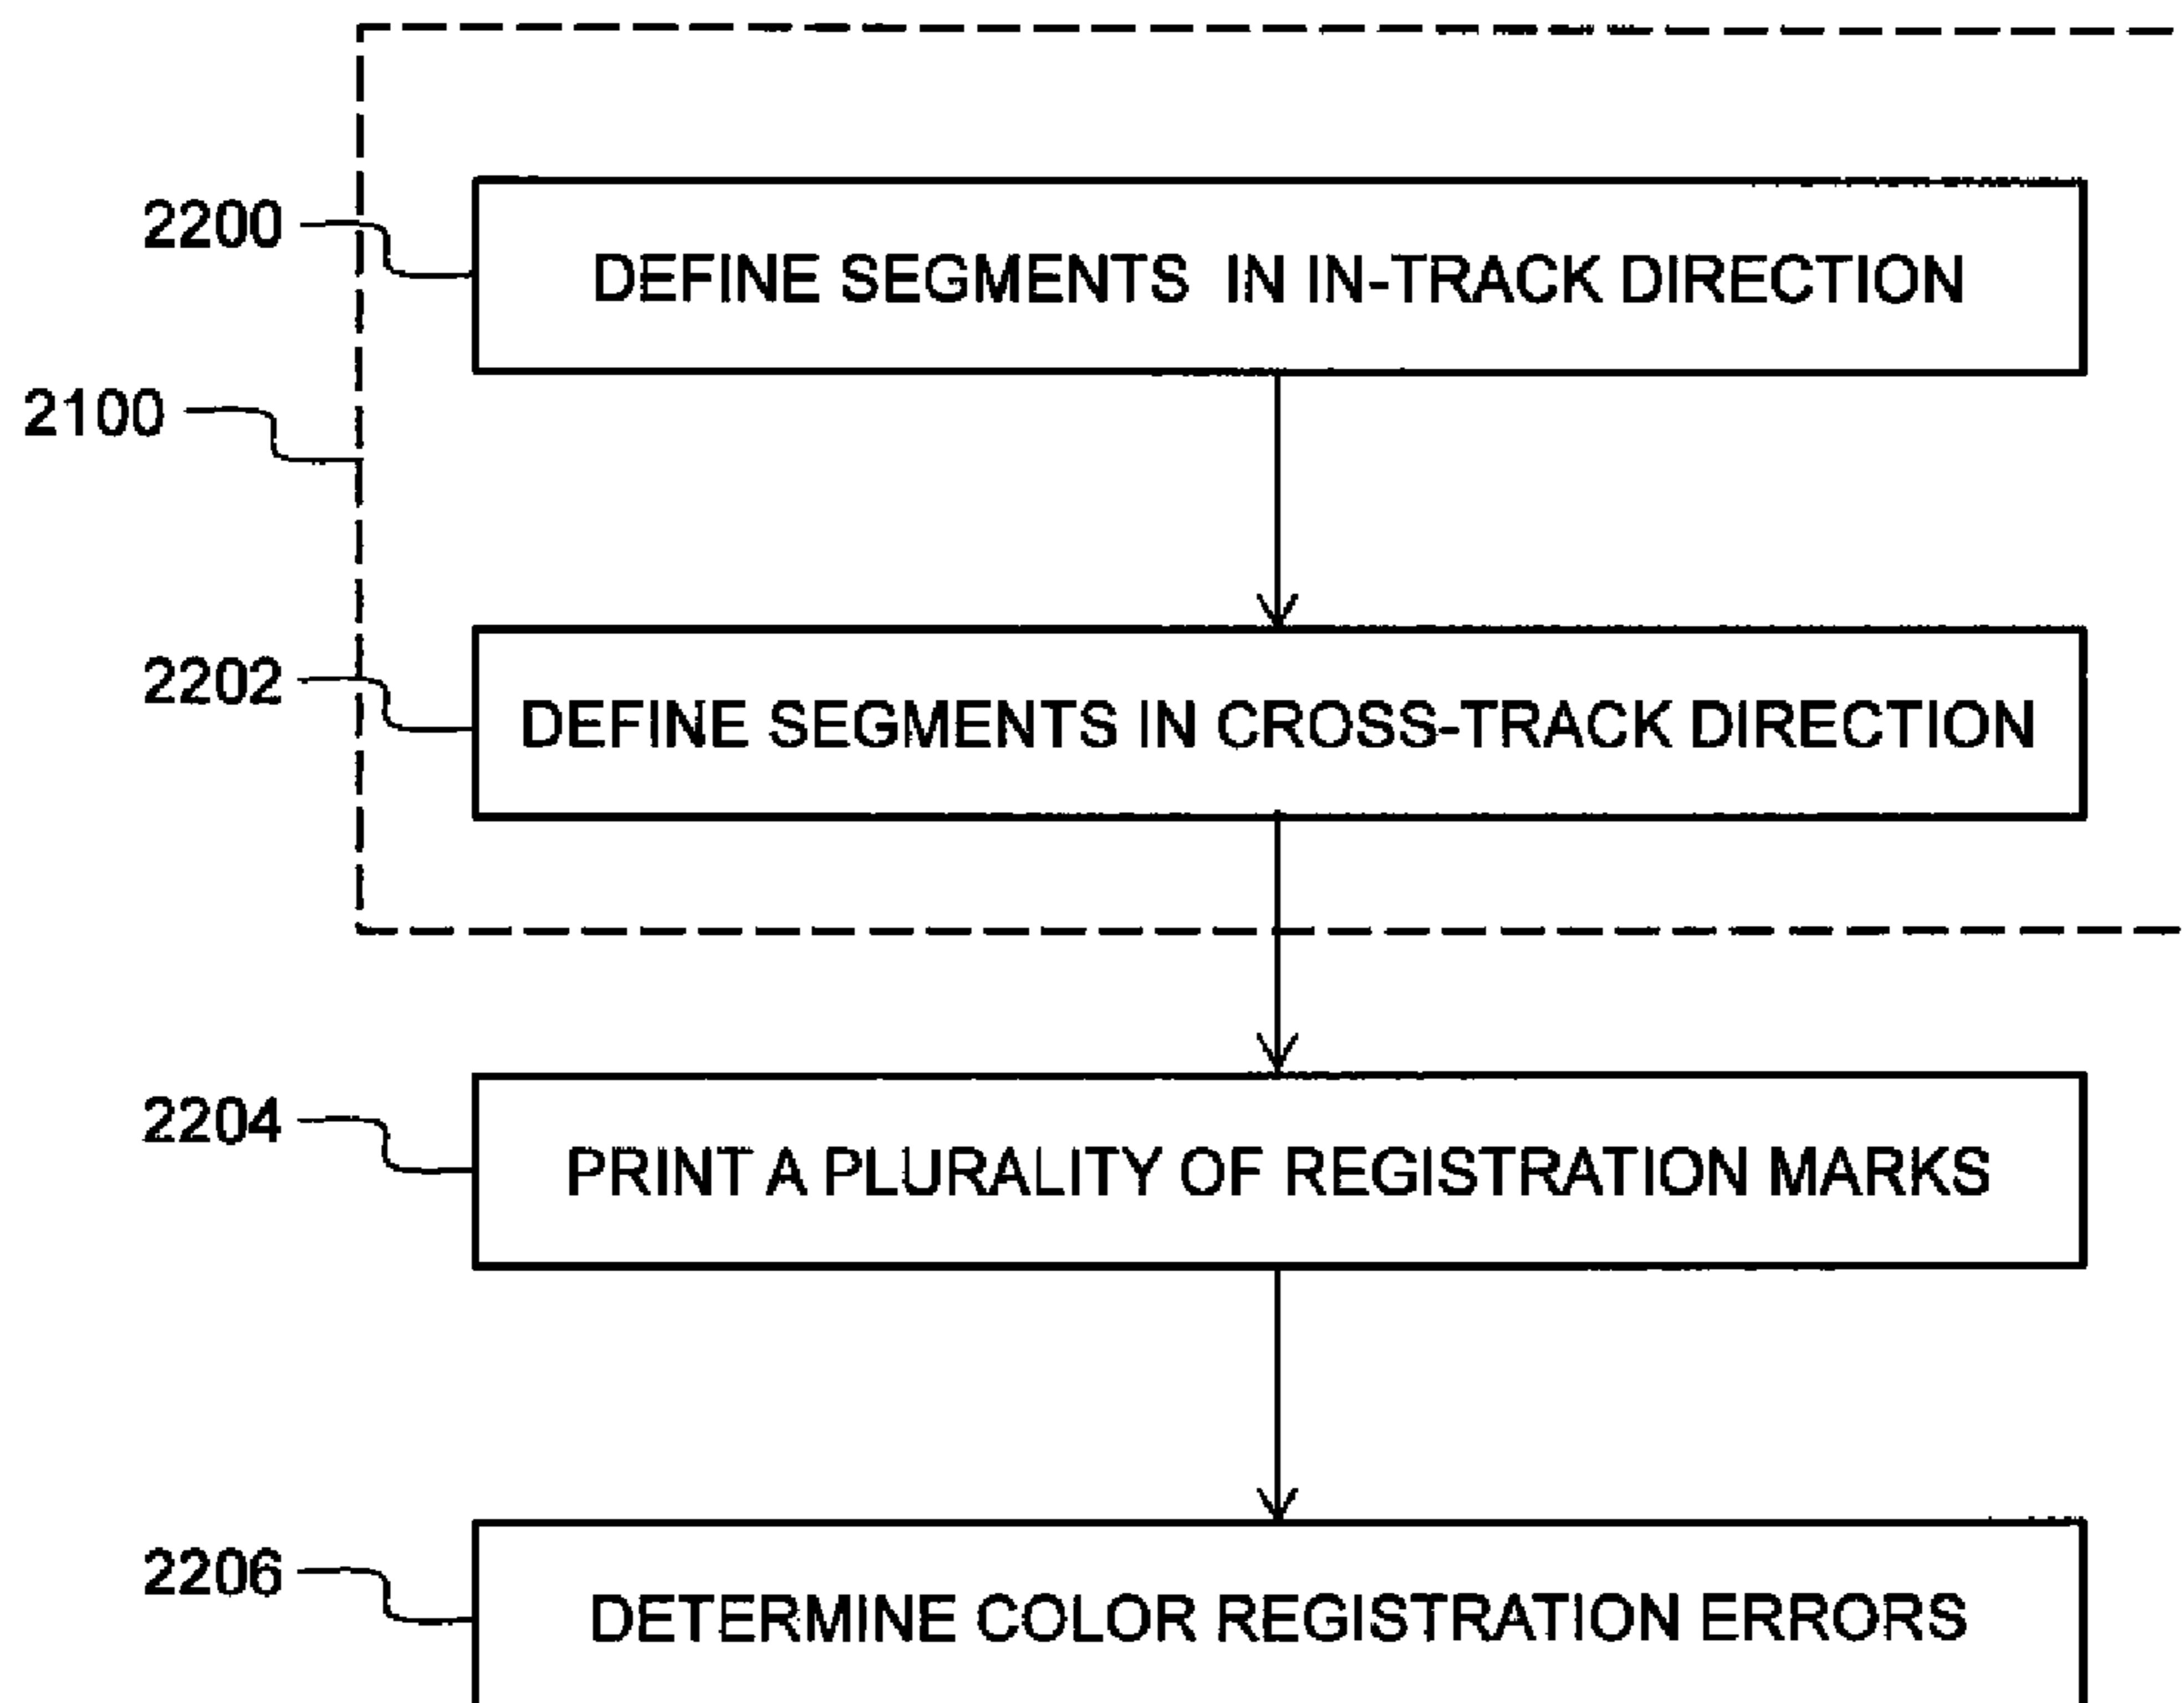 2200
DEFINE SEGMENTS IN IN-TRACK DIRECTION
2100
2202
DEFINE SEGMENTS IN CROSS-TRACK DIRECTION
2204
PRINT A PLURALITY OF REGISTRATION MARKS
2206
DETERMINE COLOR REGISTRATION ERRORS